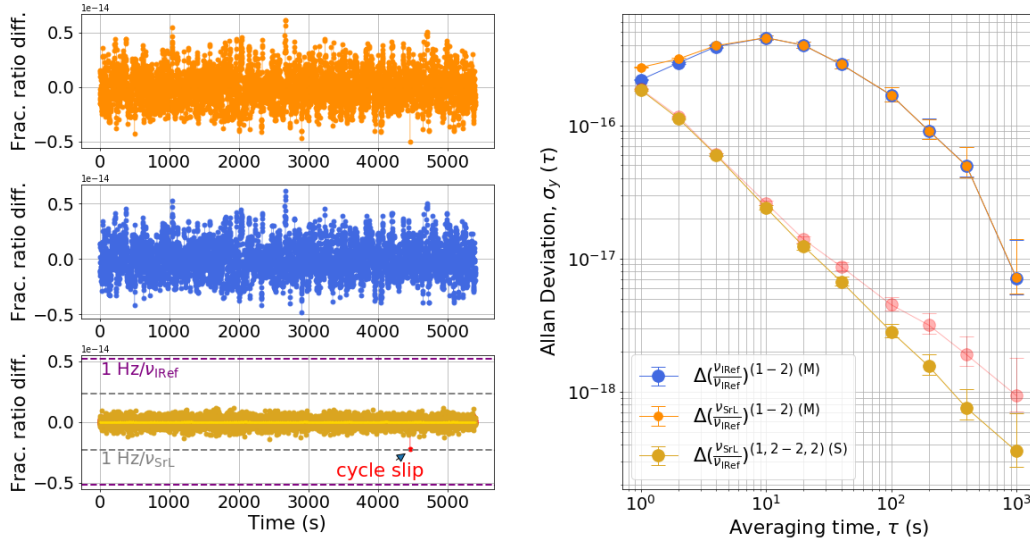 1e−14
Frac. ratio diff.
0.5
0.0
−0.5
0 1000 2000 3000 4000 5000
1e−14
Frac. ratio diff.
0.5
0.0
−0.5
0 1000 2000 3000 4000 5000
1e−14
Frac. ratio diff.
0.5
0.0
−0.5
1 Hz/ν_IRef
1 Hz/ν_SrL
cycle slip
0 1000 2000 3000 4000 5000
Time (s)
Allan Deviation, σ_y (τ)
10^−16
10^−17
10^−18
Δ(ν_IRef/ν_IRef)^(1−2) (M)
Δ(ν_SrL/ν_IRef)^(1−2) (M)
Δ(ν_SrL/ν_IRef)^(1,2−2,2) (S)
10^0 10^1 10^2 10^3
Averaging time, τ (s)